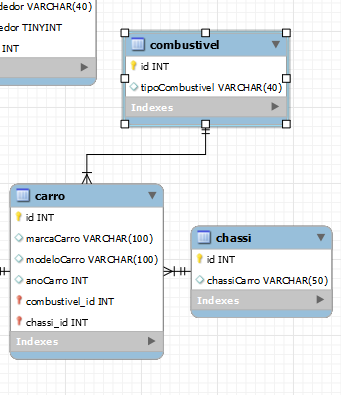 dedor VARCHAR(40)
edor TINYINT
INT
combustivel
id INT
tipoCombustivel VARCHAR(40)
Indexes
carro
id INT
marcaCarro VARCHAR(100)
modeloCarro VARCHAR(100)
anoCarro INT
combustivel_id INT
chassi_id INT
Indexes
chassi
id INT
chassiCarro VARCHAR(50)
Indexes